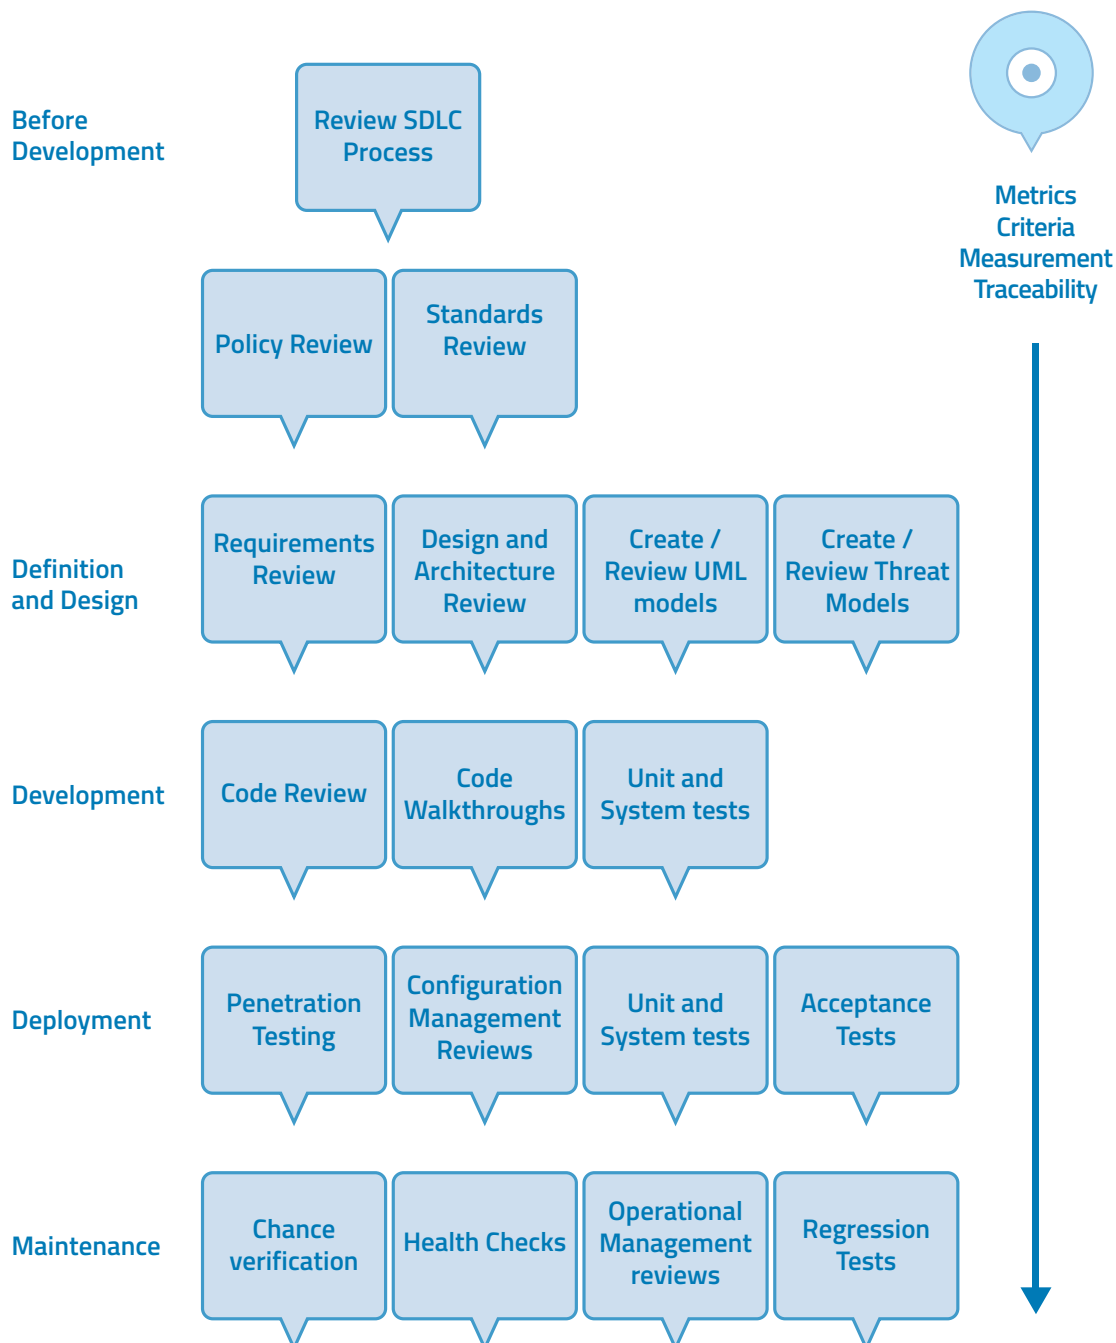 Before
Development
Review SDLC
Process
Metrics
Criteria
Measurement
Traceability
Policy Review
Standards
Review
Definition
and Design
Requirements
Review
Design and
Architecture
Review
Create /
Review UML
models
Create /
Review Threat
Models
Development
Code Review
Code
Walkthroughs
Unit and
System tests
Deployment
Penetration
Testing
Configuration
Management
Reviews
Unit and
System tests
Acceptance
Tests
Maintenance
Chance
verification
Health Checks
Operational
Management
reviews
Regression
Tests